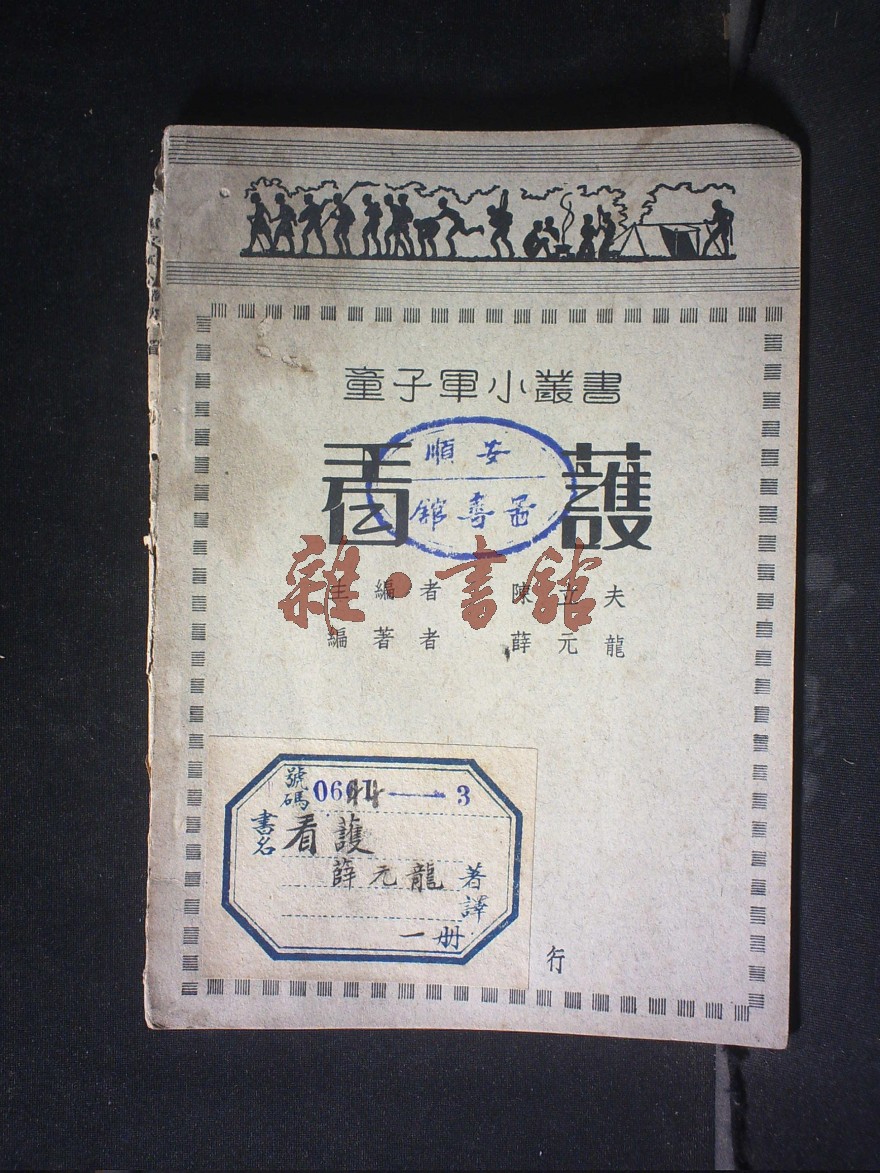 童子軍小叢書
看護
安順
圖書館
主編者 陳立夫
雜·書館
編著者 薛元龍
號碼 06 3
書名 看護
薛元龍 著
譯
一册
行